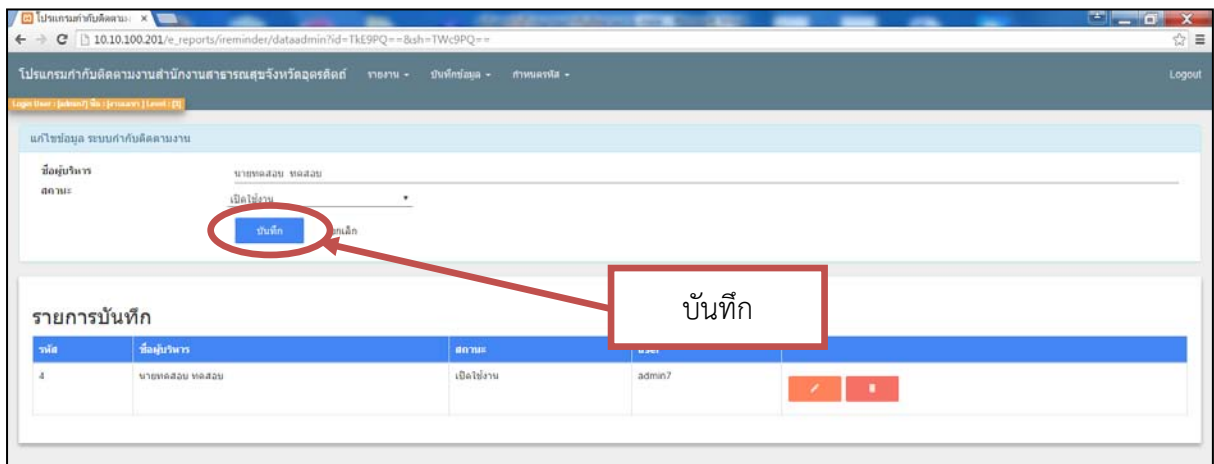 โปรแกรมกำกับติดตาม
10.10.100.201/e_reports/ireminder/dataadmin?id=TkE9PQ==&sh=TWc9PQ==
โปรแกรมกำกับติดตามงานสำนักงานสาธารณสุขจังหวัดอุตรดิตถ์ รายงาน บันทึกข้อมูล กำหนดรหัส Logout
Login User : [admin7] ชื่อ : ] Level : [3]
แก้ไขข้อมูล ระบบกำกับติดตามงาน
ชื่อผู้บริหาร นายทดสอบ ทดสอบ
สถานะ เปิดใช้งาน
บันทึก ยกเลิก
บันทึก
รายการบันทึก
รหัส ชื่อผู้บริหาร สถานะ user
4 นายทดสอบ ทดสอบ เปิดใช้งาน admin7